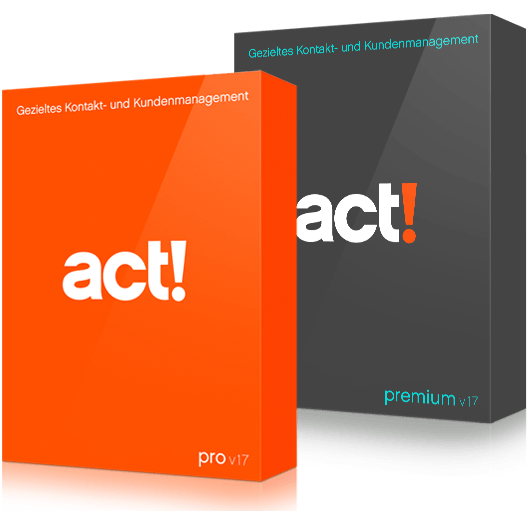 Gezieltes Kontakt- und Kundenmanagement
act!
pro v17
Gezieltes Kontakt- und Kundenmanagement
act!
premium v17